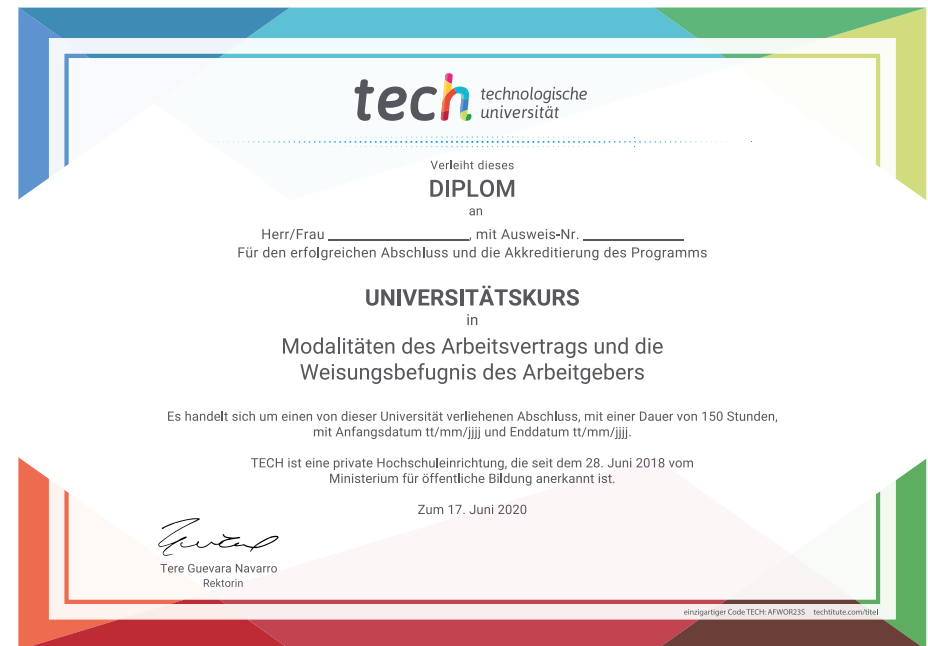 tech technologische
universität
Verleiht dieses
DIPLOM
an
Herr/Frau ____________________, mit Ausweis-Nr. ______________
Für den erfolgreichen Abschluss und die Akkreditierung des Programms
UNIVERSITÄTSKURS
in
Modalitäten des Arbeitsvertrags und die
Weisungsbefugnis des Arbeitgebers
Es handelt sich um einen von dieser Universität verliehenen Abschluss, mit einer Dauer von 150 Stunden,
mit Anfangsdatum tt/mm/jjjj und Enddatum tt/mm/jjjj.
TECH ist eine private Hochschuleinrichtung, die seit dem 28. Juni 2018 vom
Ministerium für öffentliche Bildung anerkannt ist.
Zum 17. Juni 2020
Tere Guevara Navarro
Rektorin
einzigartiger Code TECH: AFWOR23S techtitute.com/titel